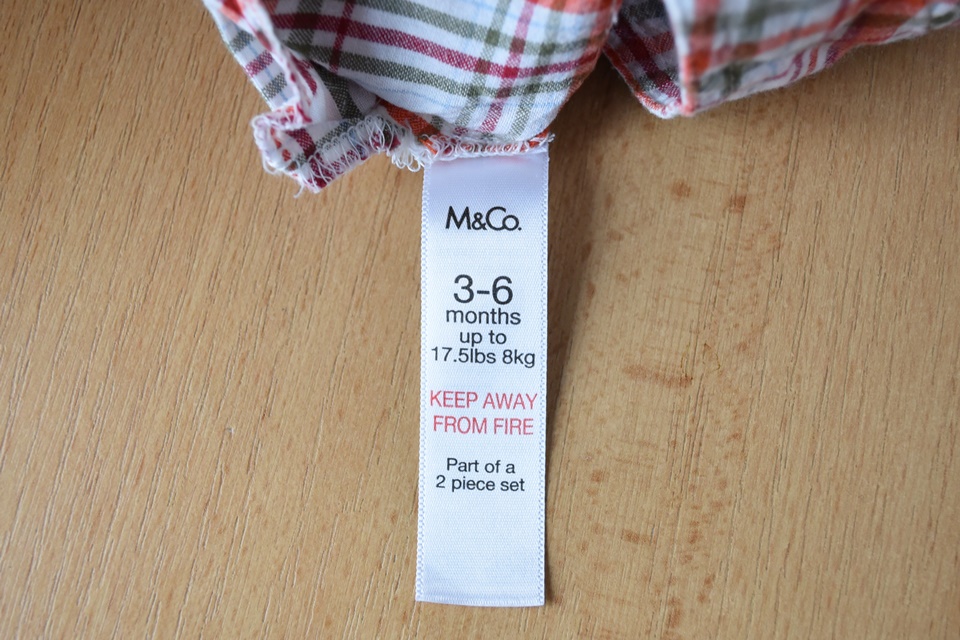 M&Co.
3-6
months
up to
17.5lbs 8kg
KEEP AWAY
FROM FIRE
Part of a
2 piece set